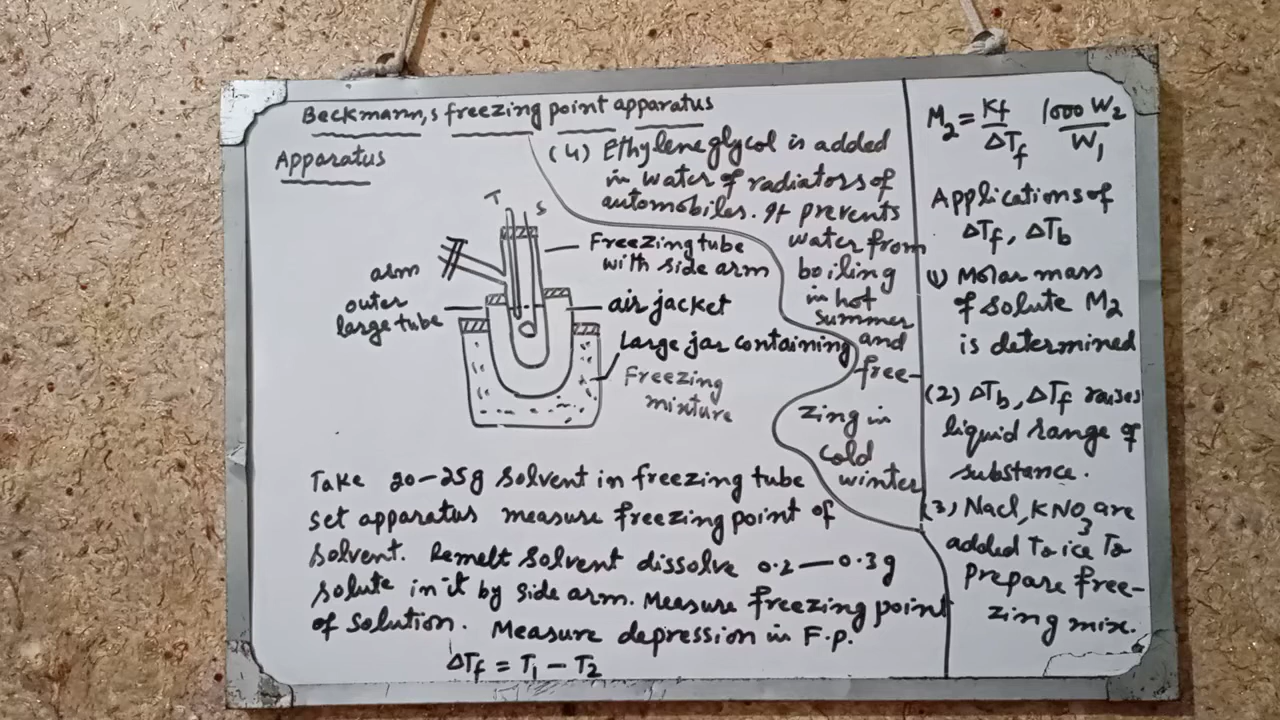 Beckmann,s freezing point apparatus
Apparatus
T S
Freezing tube
with side arm
arm
outer
large tube
air jacket
Large jar containing
Freezing
mixture
Take 20-25g solvent in freezing tube
set apparatus measure freezing point of
solvent. Remelt solvent dissolve 0.2—0.3g
solute in it by side arm. Measure freezing point
of solution. Measure depression in F.p.
ΔTf = T1 - T2
(4) Ethylene glycol is added
in water of radiators of
automobiles. It prevents
water from
boiling
in hot
summer
and
free-
zing in
cold
winter
M2 = Kf/ΔTf 1000 W2/W1
Applications of
ΔTf, ΔTb
(1) Molar mass
of solute M2
is determined
(2) ΔTb, ΔTf raises
liquid range of
substance.
(3) Nacl, KNO3 are
added To ice To
prepare free-
zing mix.